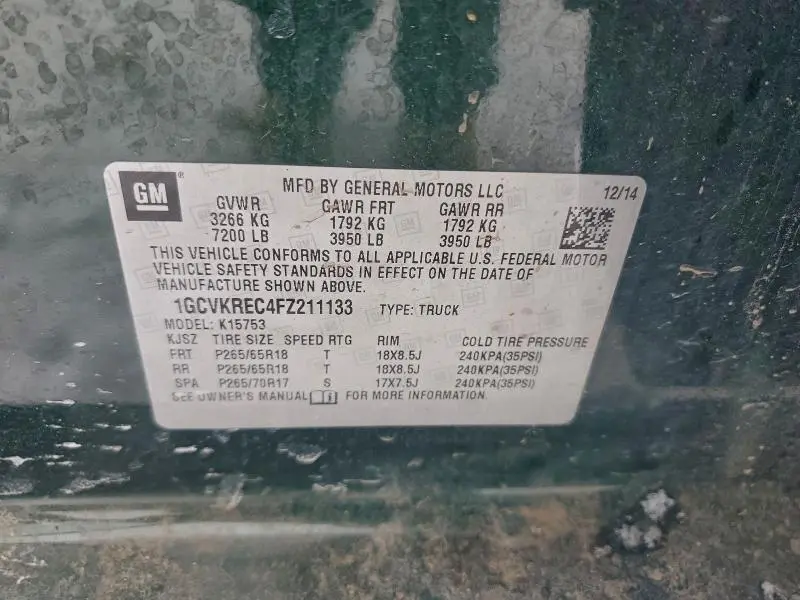 GM®
MFD BY GENERAL MOTORS LLC 12/14
GVWR GAWR FRT GAWR RR
3266 KG 1792 KG 1792 KG
7200 LB 3950 LB 3950 LB
THIS VEHICLE CONFORMS TO ALL APPLICABLE U.S. FEDERAL MOTOR
VEHICLE SAFETY STANDARDS IN EFFECT ON THE DATE OF
MANUFACTURE SHOWN ABOVE.
1GCVKREC4FZ211133 TYPE: TRUCK
MODEL: K15753
KJSZ TIRE SIZE SPEED RTG RIM COLD TIRE PRESSURE
FRT P265/65R18 T 18X8.5J 240KPA(35PSI)
RR P265/65R18 T 18X8.5J 240KPA(35PSI)
SPA P265/70R17 S 17X7.5J 240KPA(35PSI)
SEE OWNER'S MANUAL FOR MORE INFORMATION.